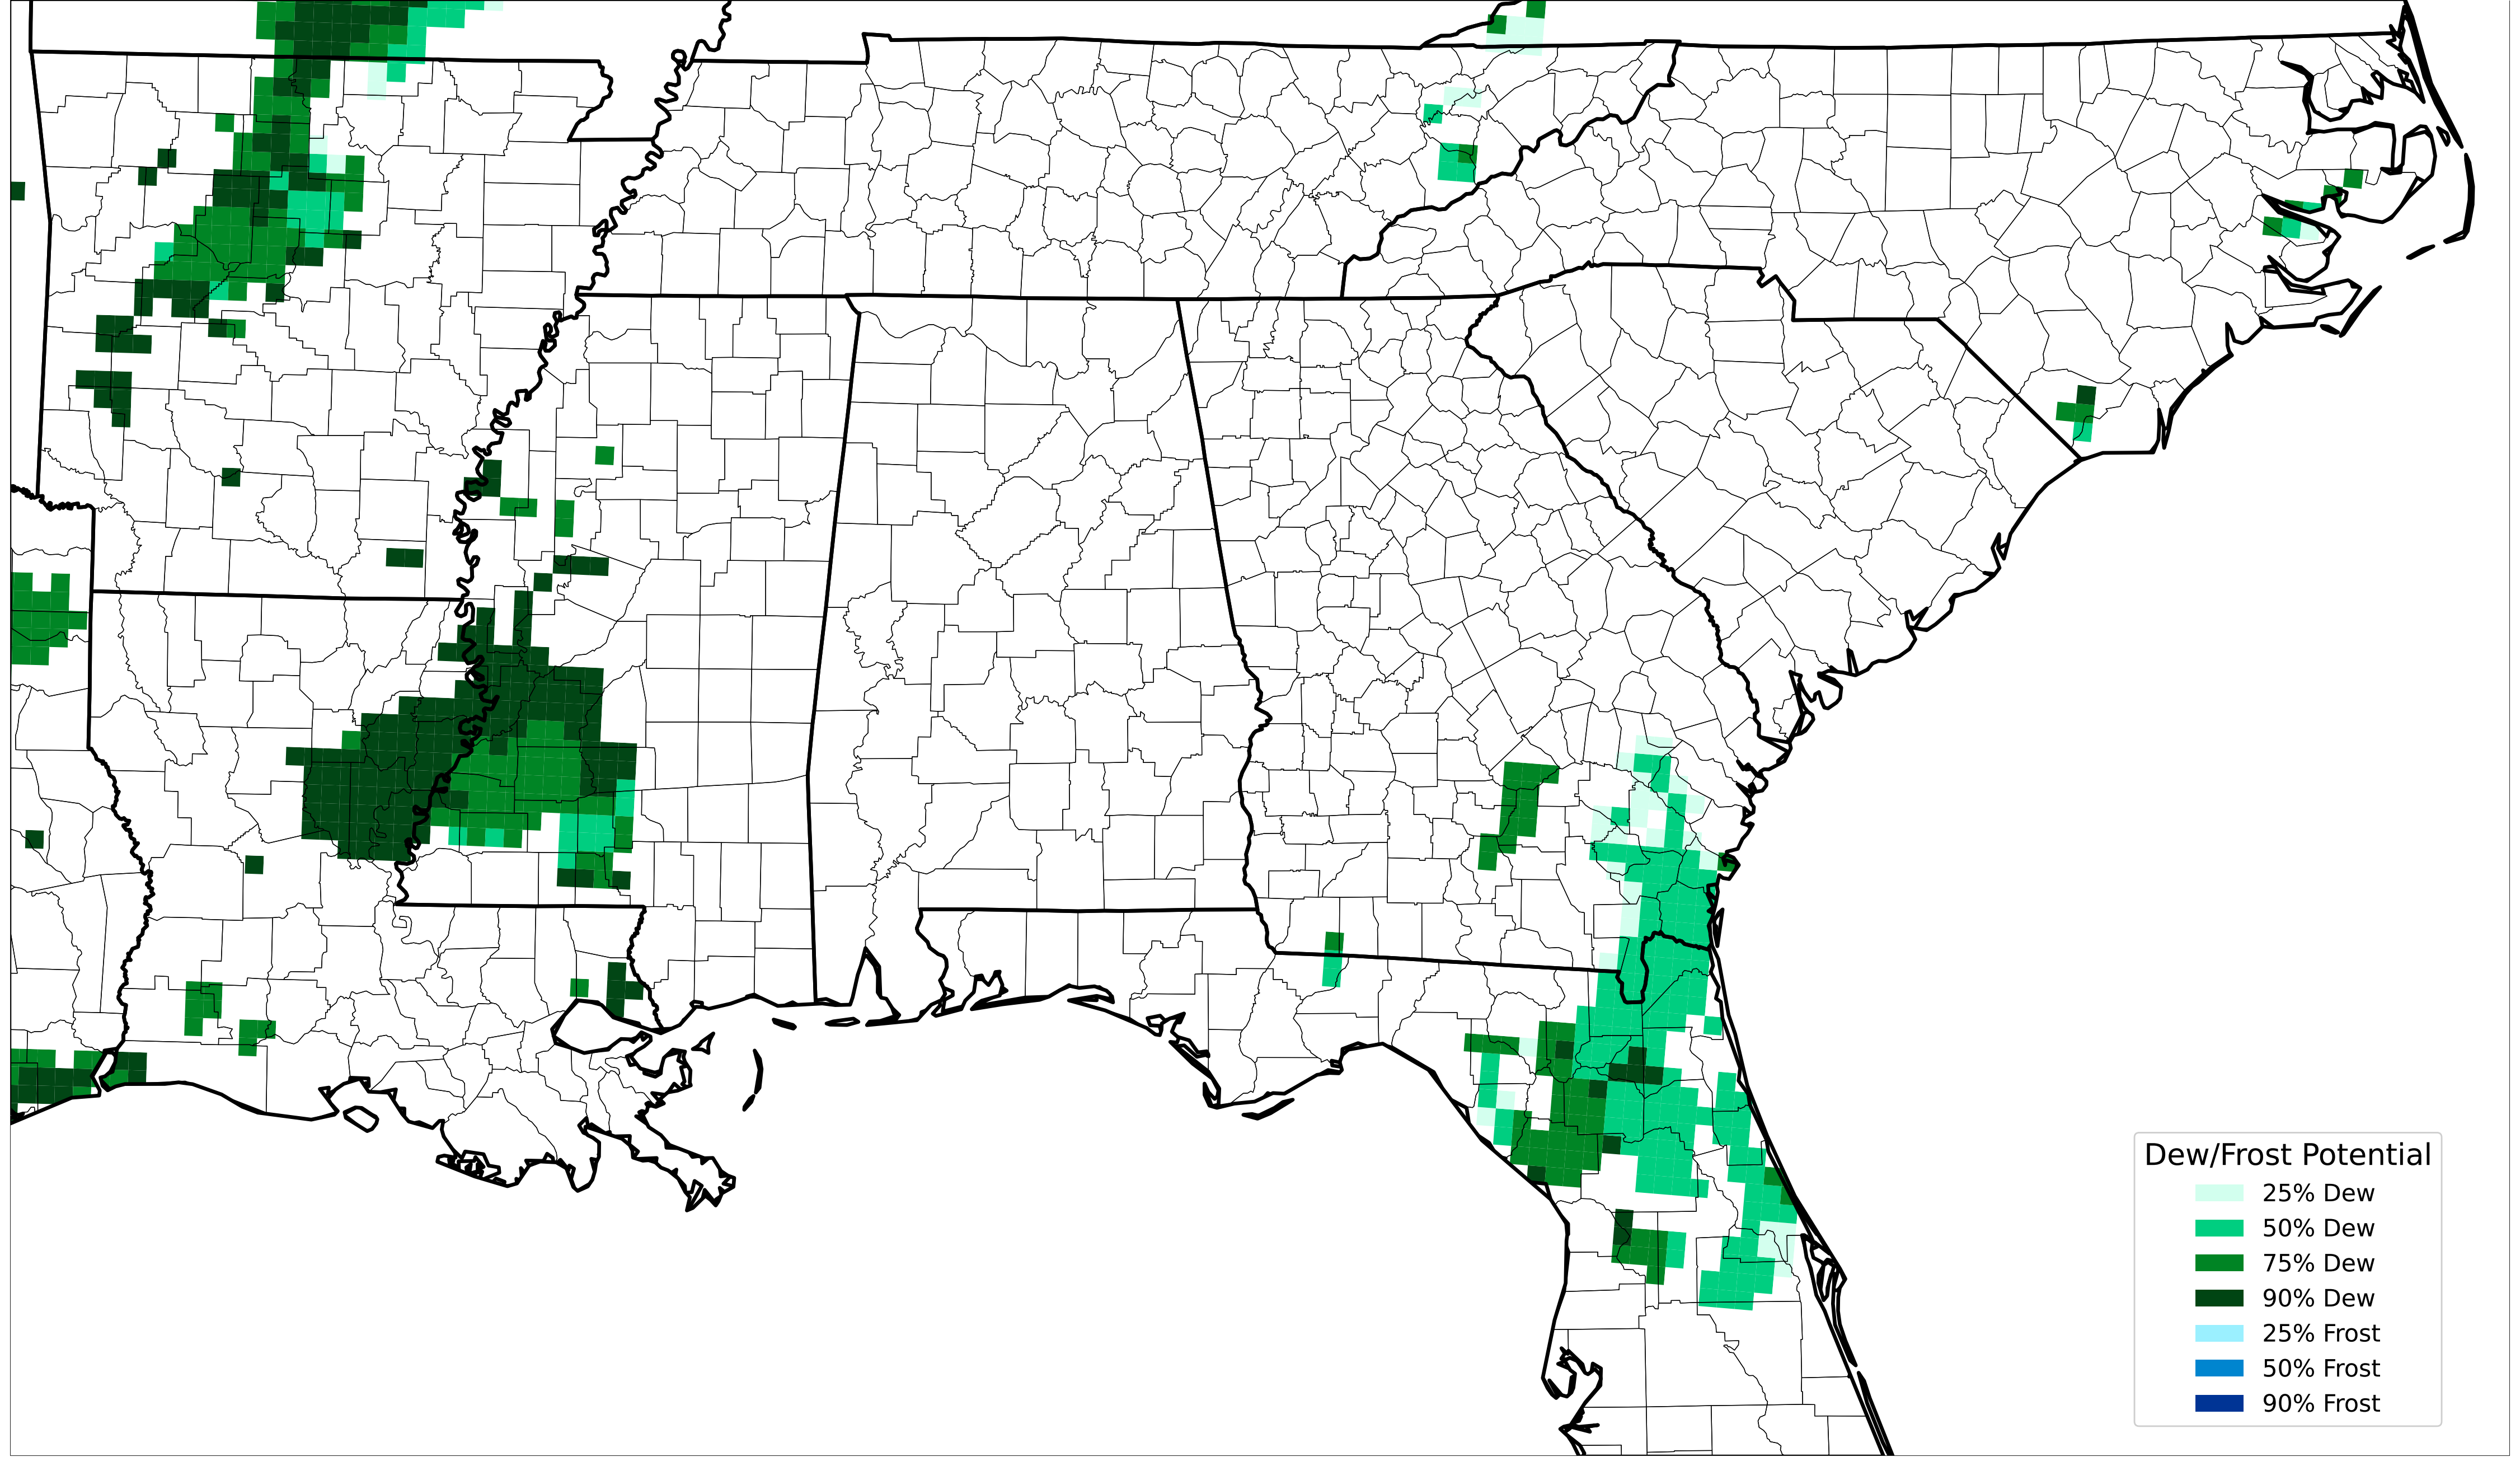 Dew/Frost Potential
25% Dew
50% Dew
75% Dew
90% Dew
25% Frost
50% Frost
90% Frost